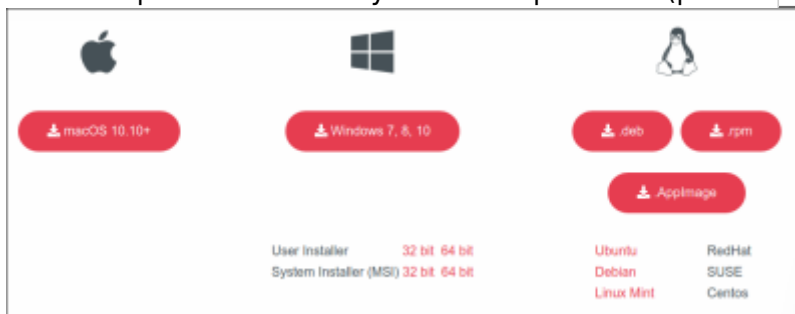 macOS 10.10+
Windows 7, 8, 10
.deb
.rpm
.AppImage
User Installer 32 bit 64 bit
System Installer (MSI) 32 bit 64 bit
Ubuntu RedHat
Debian SUSE
Linux Mint Centos